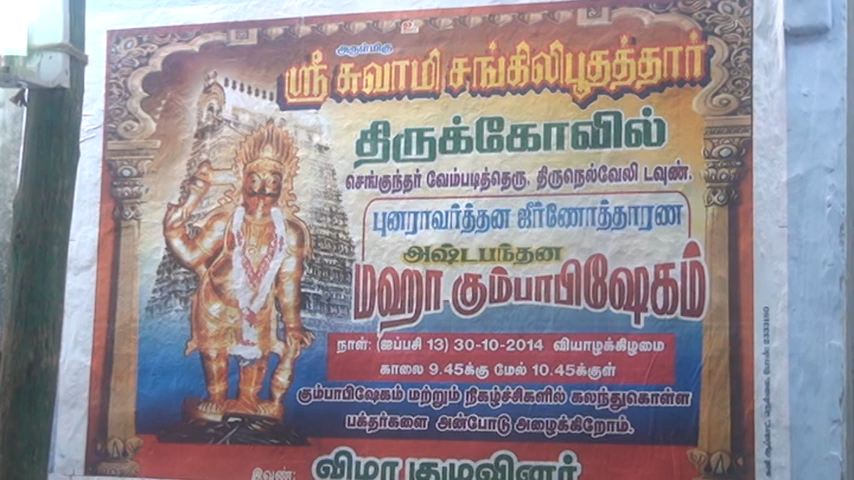 அருள்மிகு
ஸ்ரீ சுவாமி சங்கிலிபூதத்தார்
திருக்கோவில்
செங்குந்தர் வேம்படித்தெரு, திருநெல்வேலி டவுண்.
புனராவர்த்தன ஜீர்ணோத்தாரண
அஷ்டபந்தன
மஹா கும்பாபிஷேகம்
நாள்: (ஐப்பசி 13) 30-10-2014 வியாழக்கிழமை
காலை 9.45க்கு மேல் 10.45க்குள்
கும்பாபிஷேகம் மற்றும் நிகழ்ச்சிகளில் கலந்துகொள்ள
பக்தர்களை அன்போடு அழைக்கிறோம்.
இவண்: விழா குழுவினர்